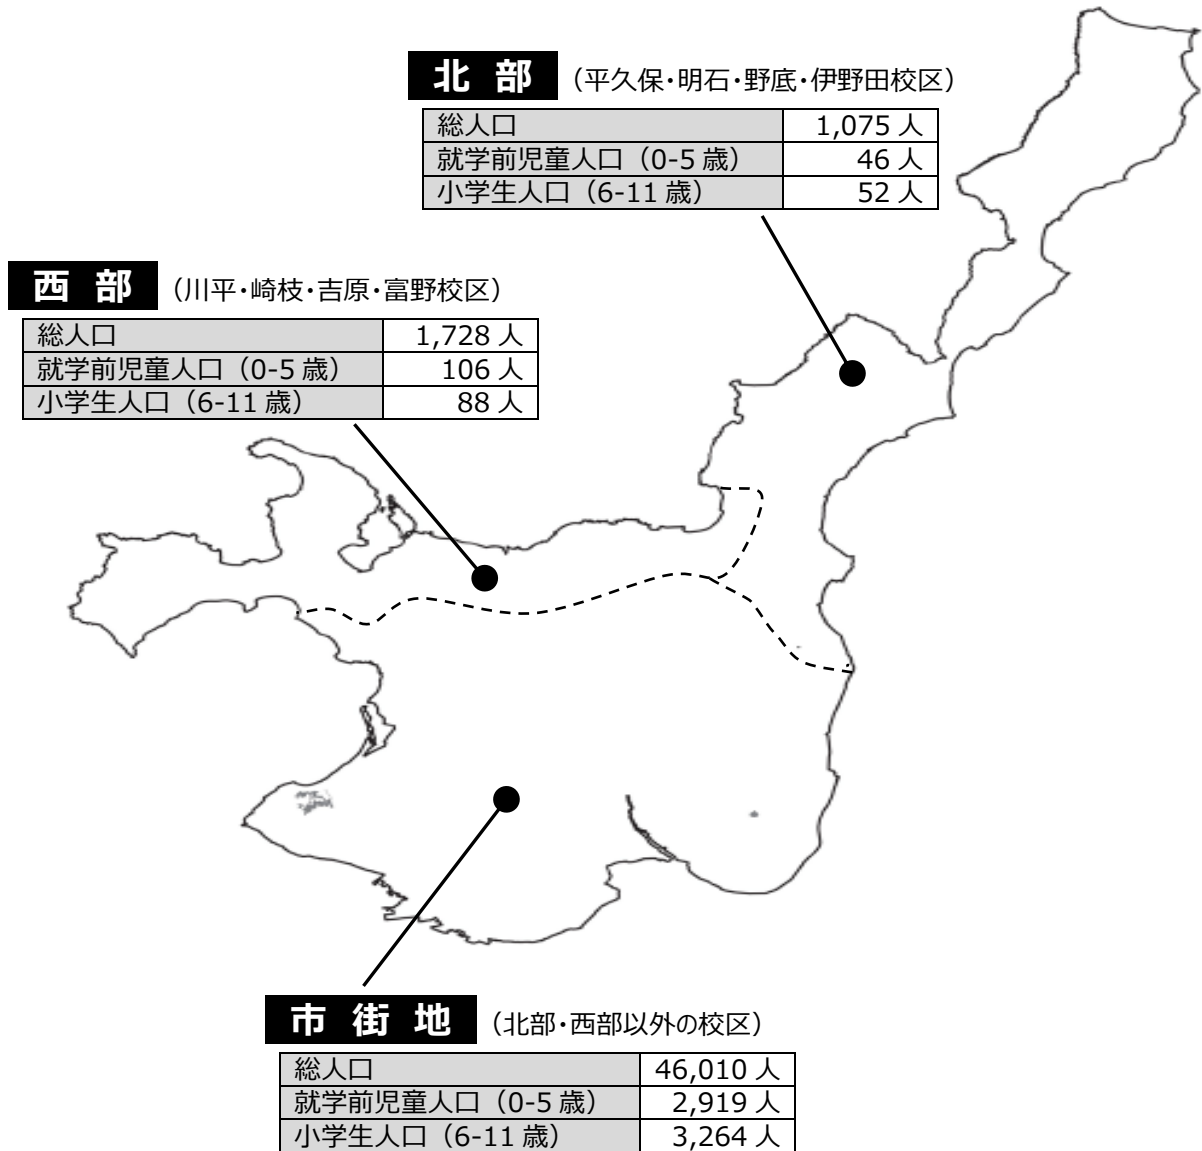 北 部 （平久保・明石・野底・伊野田校区）
総人口 1,075 人
就学前児童人口（0-5 歳） 46 人
小学生人口（6-11 歳） 52 人
西 部 （川平・崎枝・吉原・富野校区）
総人口 1,728 人
就学前児童人口（0-5 歳） 106 人
小学生人口（6-11 歳） 88 人
市 街 地 （北部・西部以外の校区）
総人口 46,010 人
就学前児童人口（0-5 歳） 2,919 人
小学生人口（6-11 歳） 3,264 人